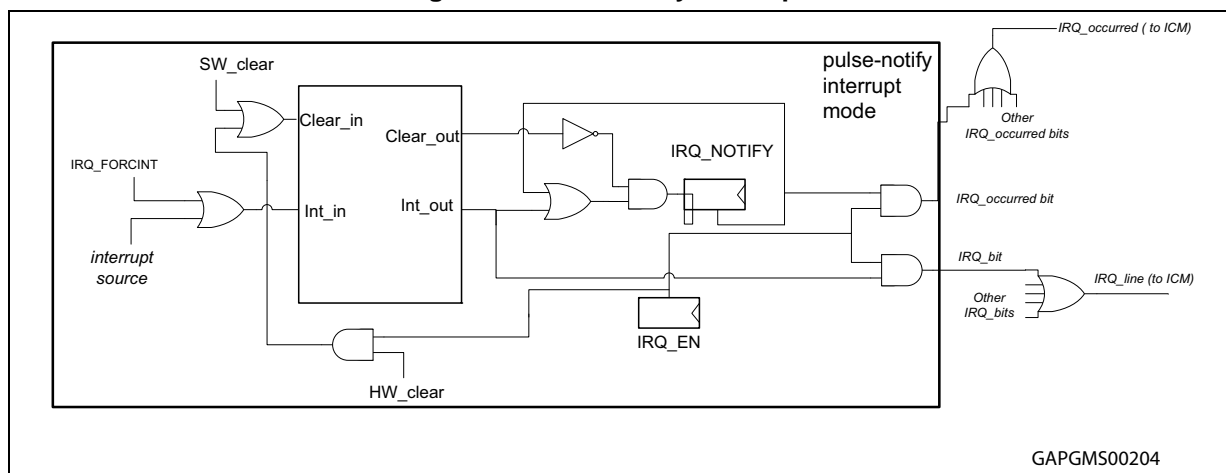 pulse-notify
interrupt
mode
IRQ_occurred ( to ICM)
SW_clear
Clear_in
Clear_out
Other
IRQ_occurred bits
IRQ_NOTIFY
IRQ_FORCINT
Int_in
Int_out
IRQ_occurred bit
interrupt
source
IRQ_bit
IRQ_line (to ICM)
Other
IRQ_bits
IRQ_EN
HW_clear
GAPGMS00204